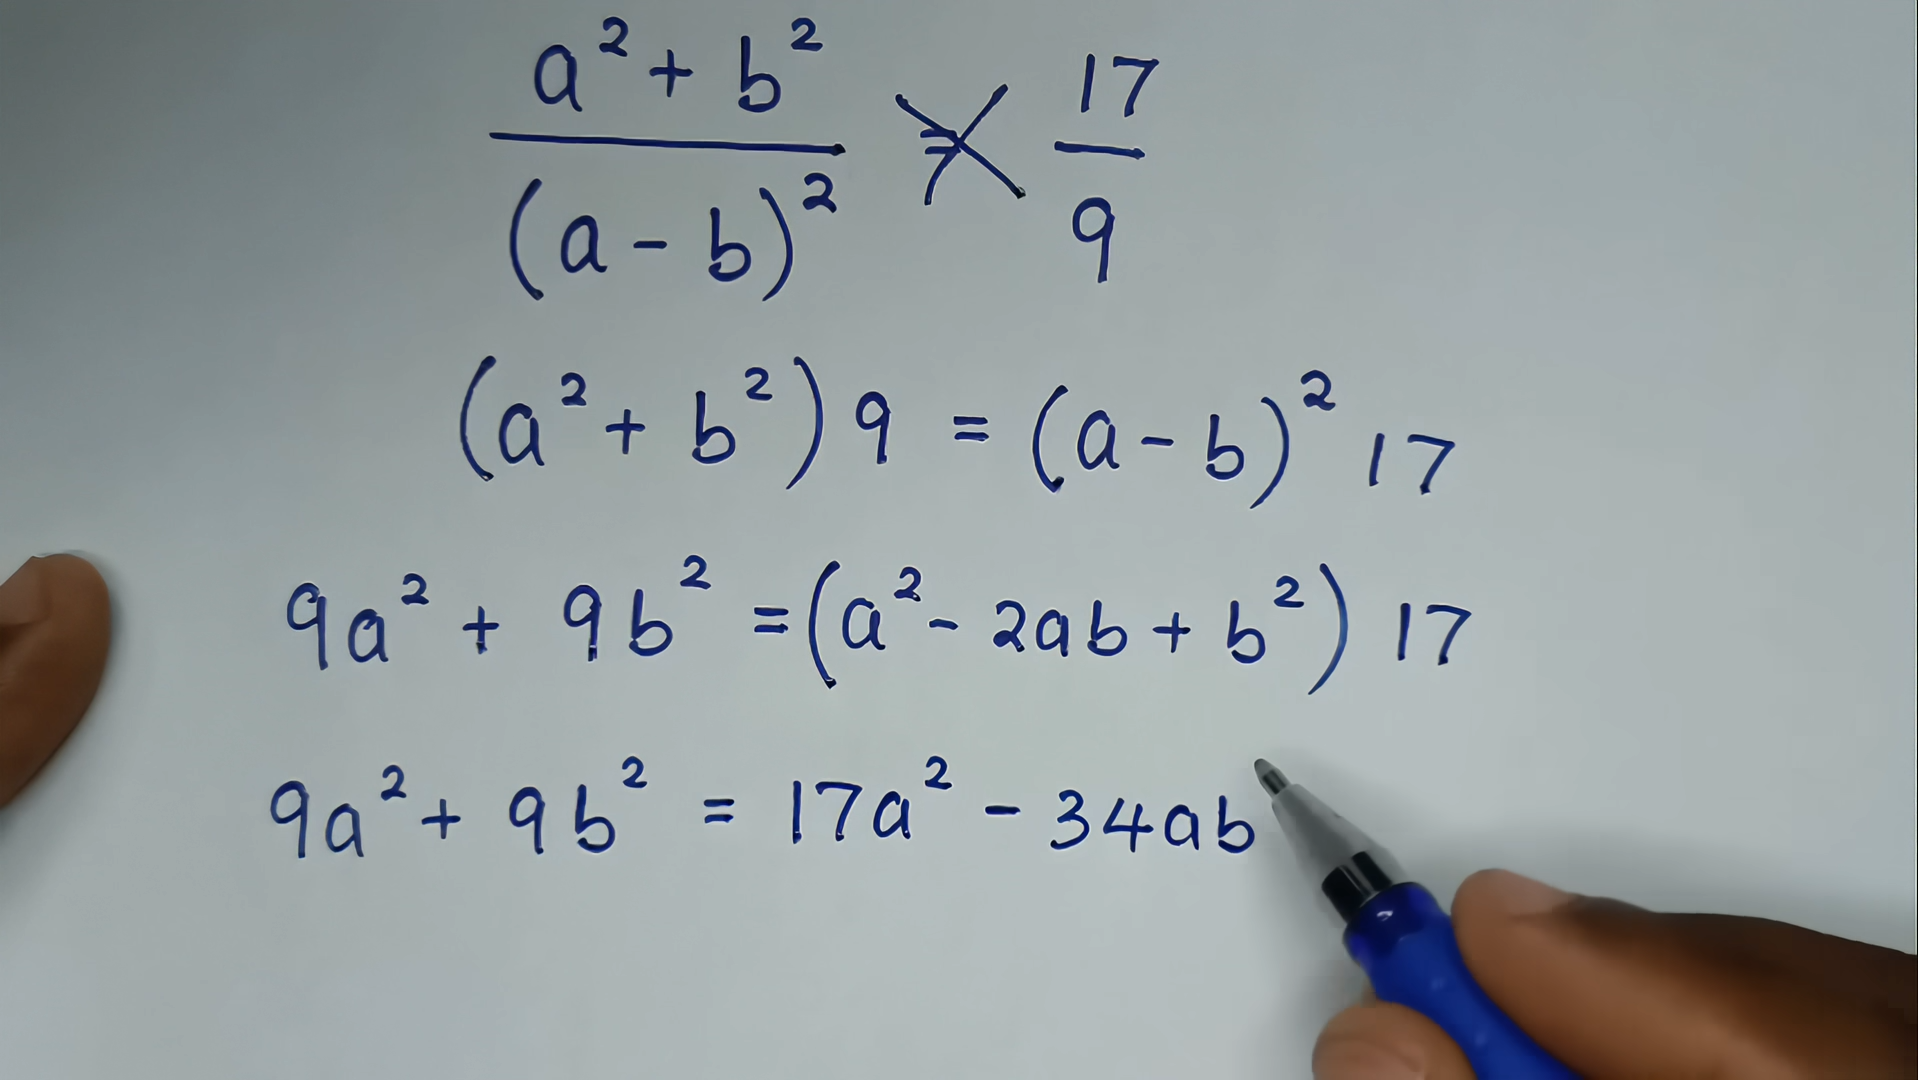 a² + b² = 17
(a - b)² 9
(a² + b²) 9 = (a - b)² 17
9a² + 9b² = (a² - 2ab + b²) 17
9a² + 9b² = 17a² - 34ab